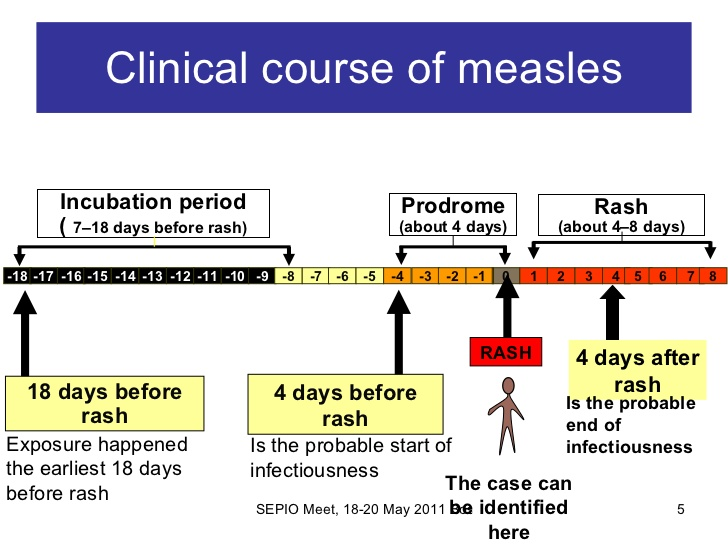 Clinical course of measles
Incubation period
( 7–18 days before rash)
Prodrome
(about 4 days)
Rash
(about 4–8 days)
-18 -17 -16 -15 -14 -13 -12 -11 -10 -9 -8 -7 -6 -5 -4 -3 -2 -1 0 1 2 3 4 5 6 7 8
RASH
18 days before
rash
Exposure happened
the earliest 18 days
before rash
4 days before
rash
Is the probable start of
infectiousness
4 days after
rash
Is the probable
end of
infectiousness
The case can
be identified
here
SEPIO Meet, 18-20 May 2011
5